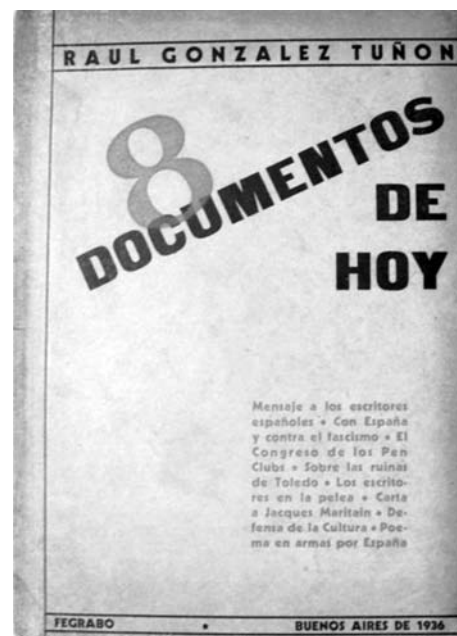 RAUL GONZALEZ TUÑON
8
DOCUMENTOS
DE
HOY
Mensaje a los escritores
españoles • Con España
y contra el fascismo • El
Congreso de los Pen
Clubs • Sobre las ruinas
de Toledo • Los escrito-
res en la pelea • Carta
a Jacques Maritain • De-
fensa de la Cultura • Poe-
ma en armas por España
FEGRABO • BUENOS AIRES DE 1936